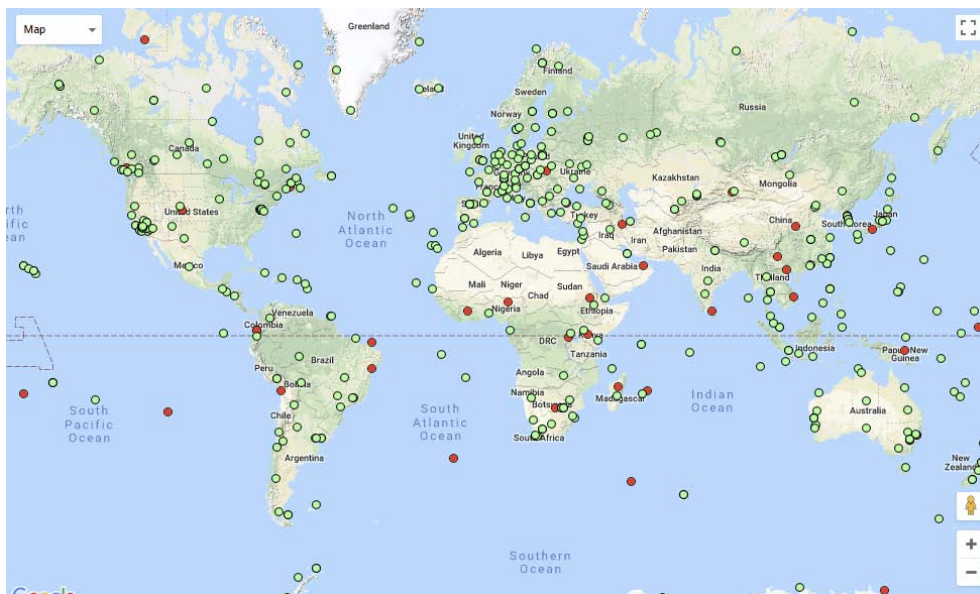 Map
Greenland
Finland
Sweden
Norway
Russia
Canada
United
Kingdom
Ukraine
Kazakhstan
Mongolia
United States
North
Atlantic
Ocean
Turkey
Afghanistan
China
South Korea
Japan
Iraq
Iran
Pakistan
Mexico
Algeria
Libya
Egypt
Saudi Arabia
India
Thailand
Mali
Niger
Chad
Sudan
Nigeria
Ethiopia
Venezuela
Colombia
DRC
Kenya
Tanzania
Indonesia
Papua New
Guinea
Brazil
Peru
Bolivia
Angola
Namibia
Botswana
Madagascar
Indian
Ocean
Australia
South
Pacific
Ocean
Chile
South
Atlantic
Ocean
South Africa
Argentina
New
Zealand
Southern
Ocean
Google